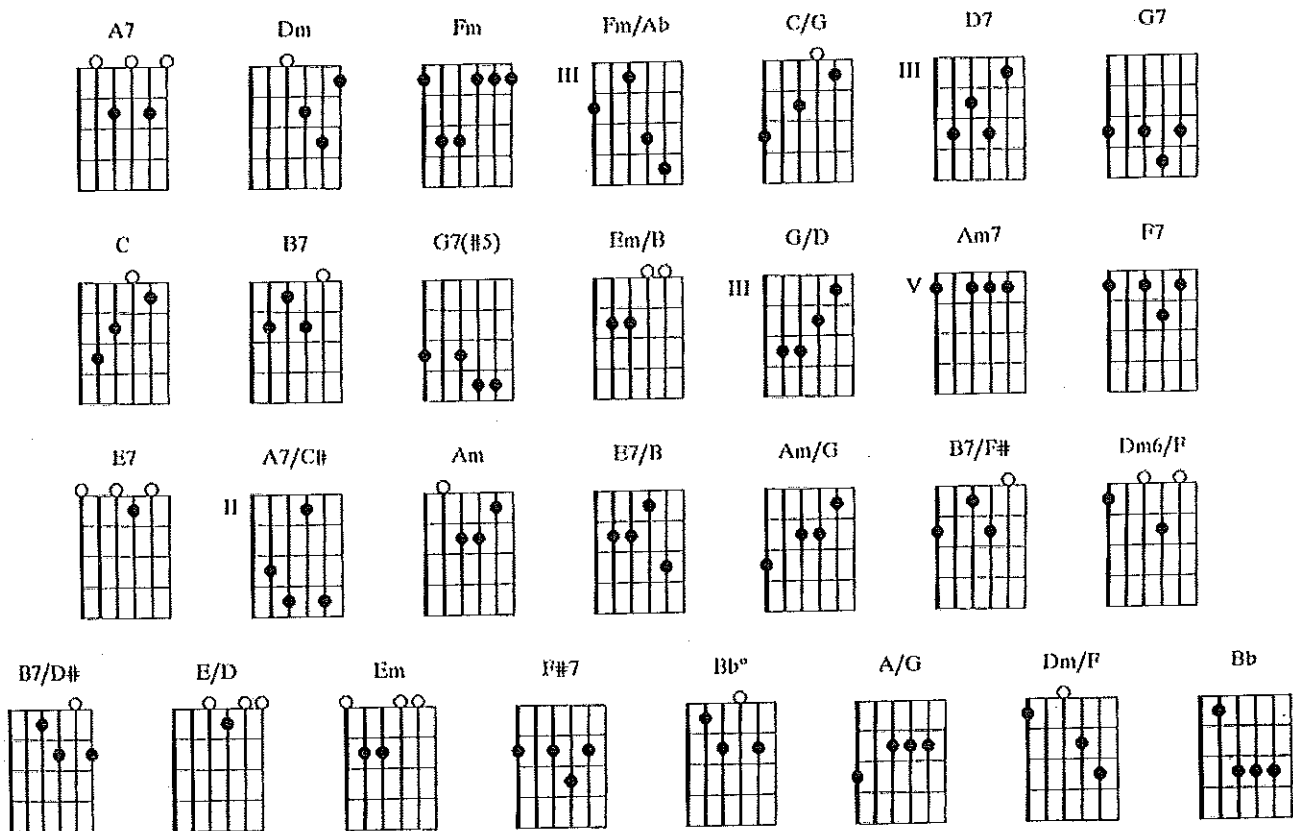 A7 Dm Fm Fm/Ab C/G D7 G7
III III
C B7 G7(#5) Em/B G/D Am7 F7
III V
E7 A7/C# Am E7/B Am/G B7/F# Dm6/F
II
B7/D# E/D Em F#7 Bbº A/G Dm/F Bb